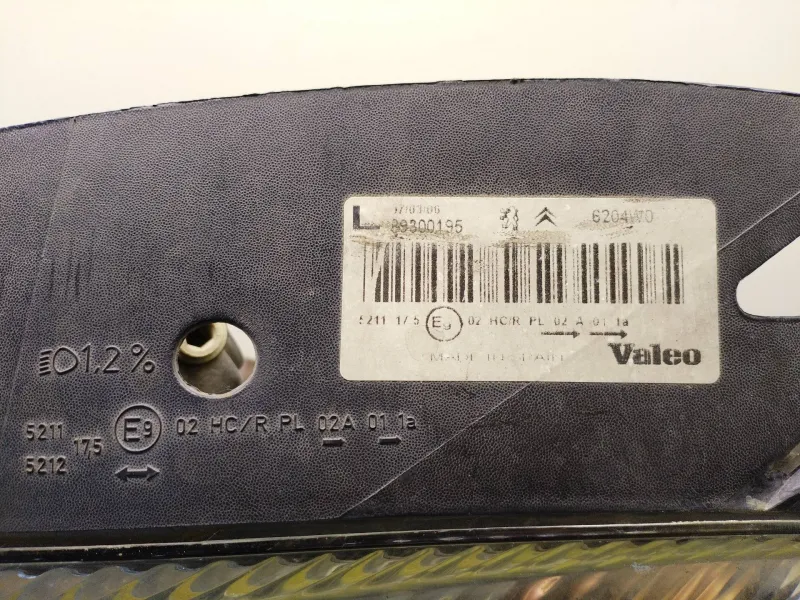 L 89300195 6204W0
5211 175 E9 02 HC/R PL 02 A 01 1a
Valeo
1,2%
5211 175 E9 02 HC/R PL 02A 01 1a
5212